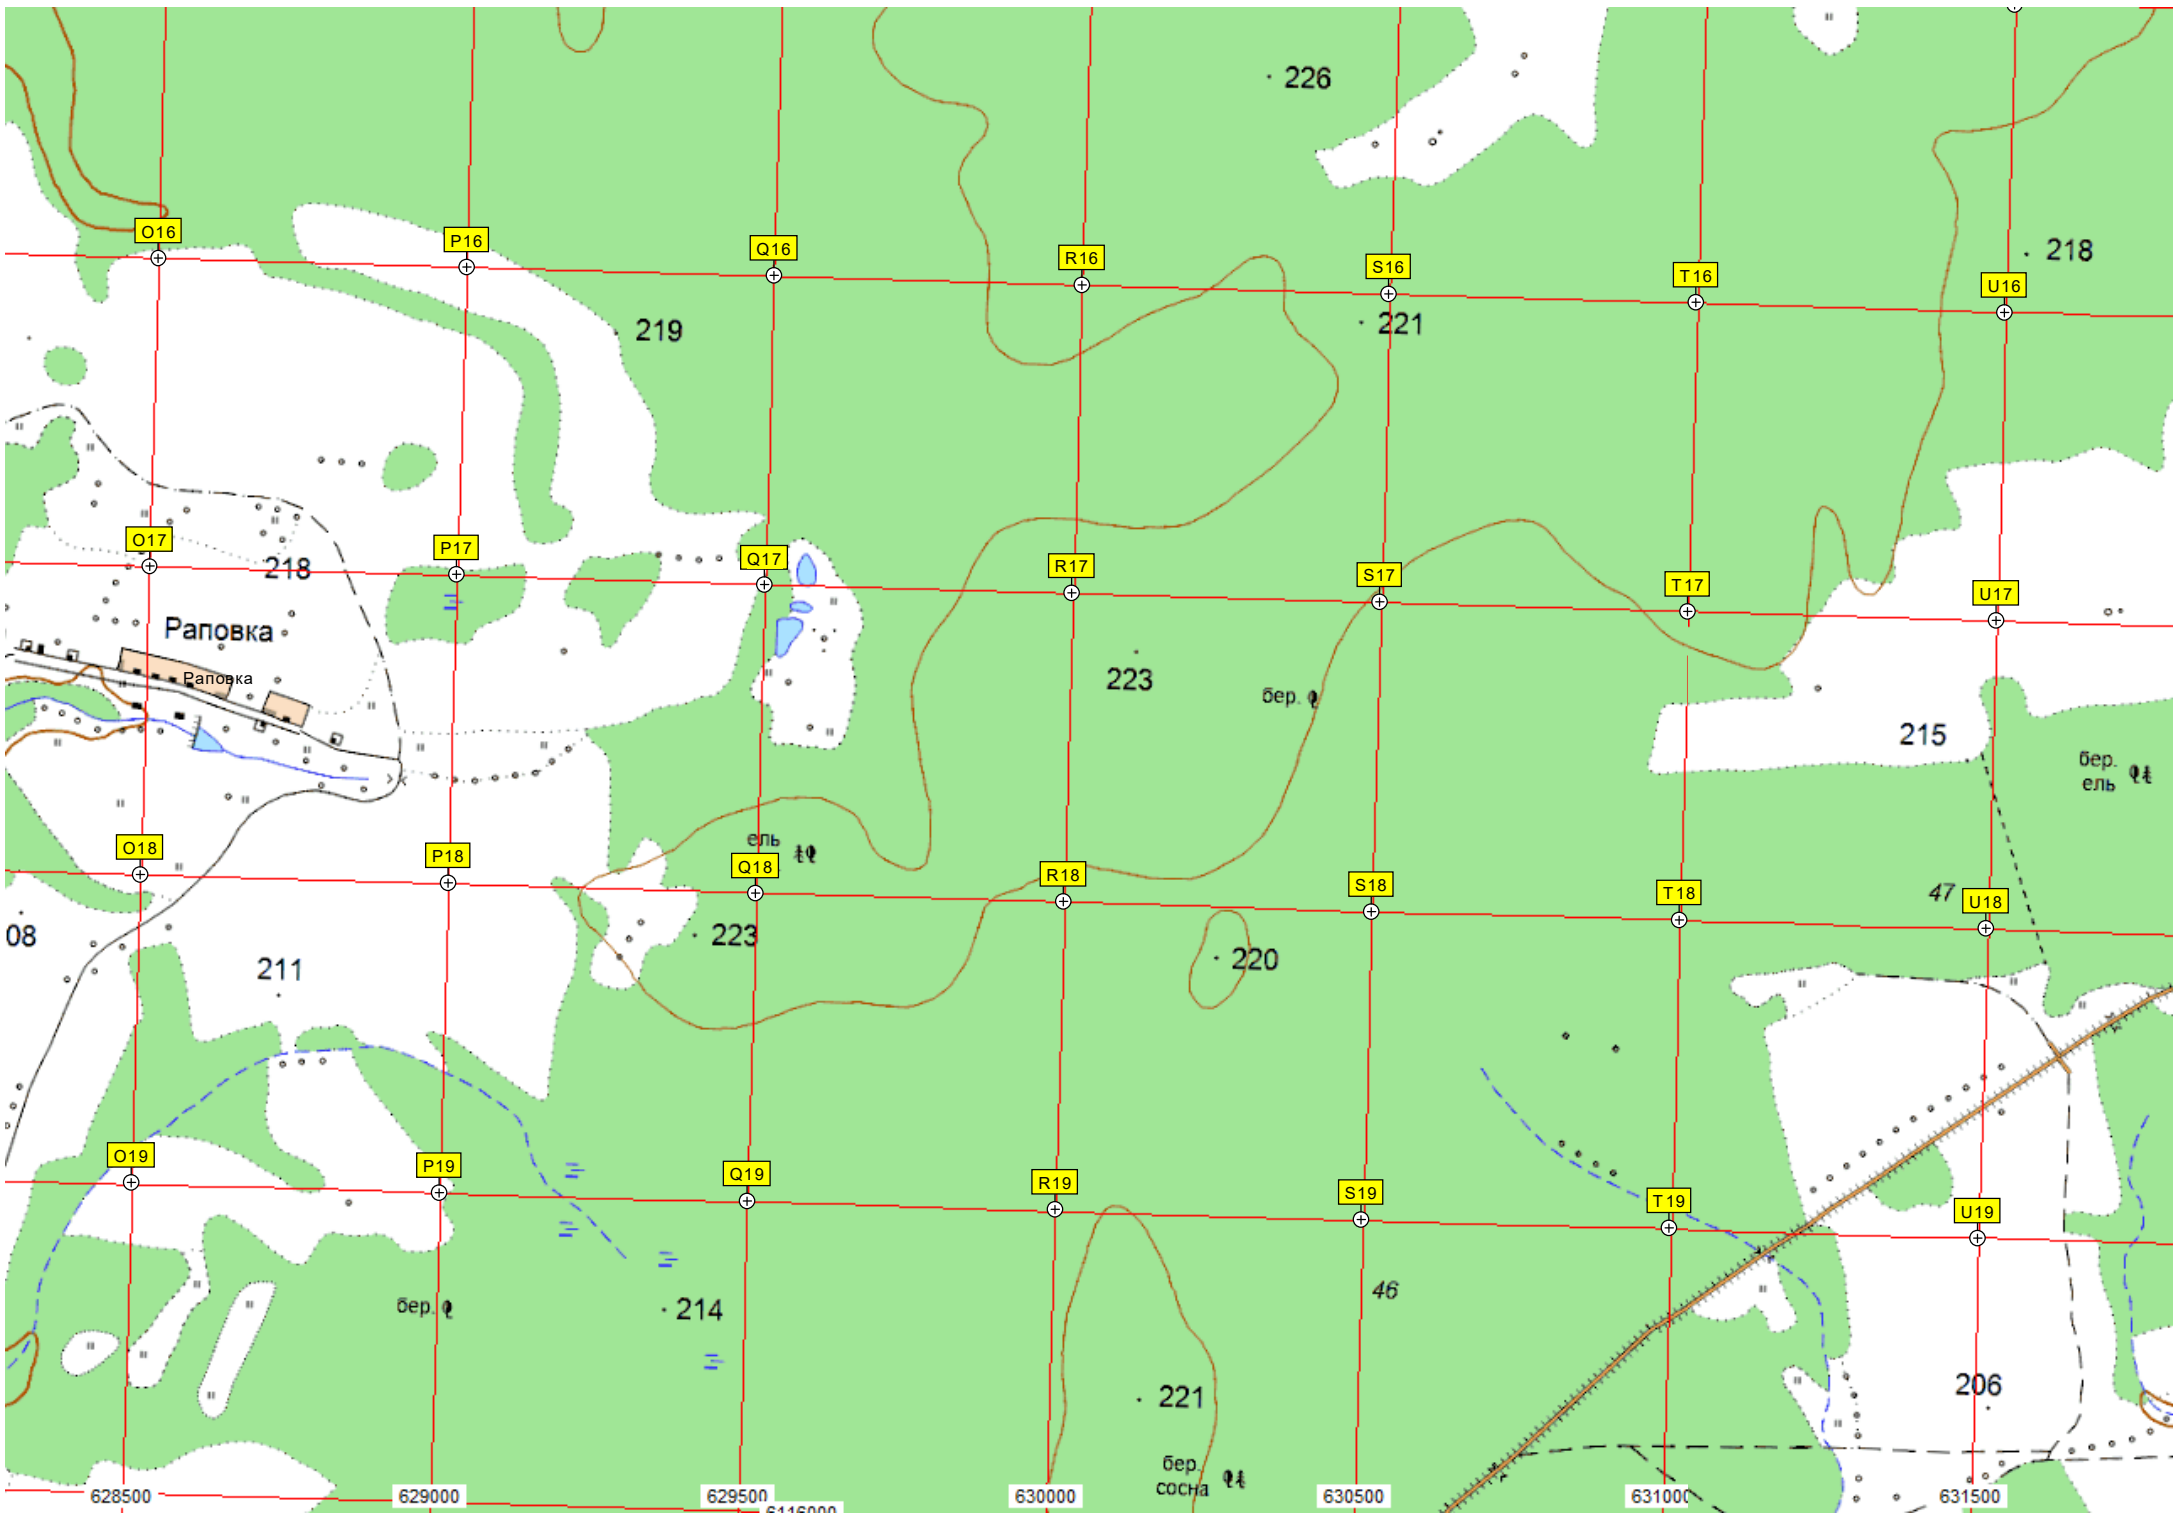 226
O16
P16
Q16
R16
S16
T16
U16
218
219
221
O17
P17
Q17
R17
S17
T17
U17
218
Раповка
Раповка
223
бер.
215
бер.
ель
ель
O18
P18
Q18
R18
S18
T18
U18
47
08
223
220
211
O19
P19
Q19
R19
S19
T19
U19
46
бер.
214
221
206
бер.
сосна
628500
629000
629500
630000
630500
631000
631500
6116000